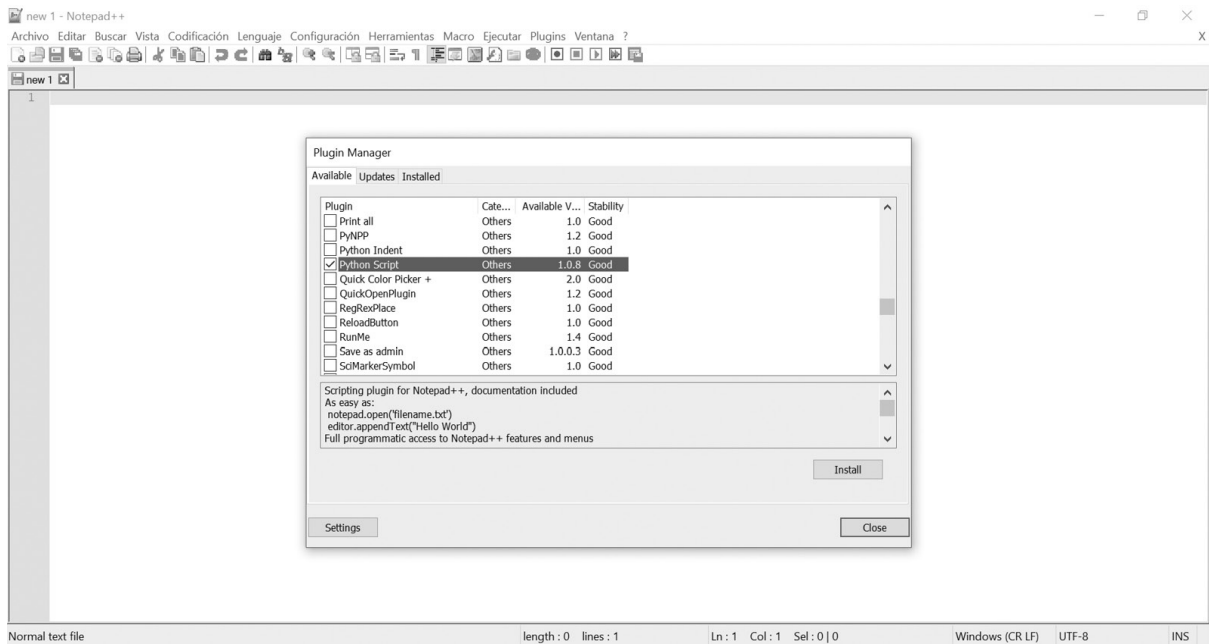 new 1 - Notepad++
Archivo Editar Buscar Vista Codificación Lenguaje Configuración Herramientas Macro Ejecutar Plugins Ventana ? X
new 1
1
Plugin Manager
Available Updates Installed
Plugin Cate... Available V... Stability
Print all Others 1.0 Good
PyNPP Others 1.2 Good
Python Indent Others 1.0 Good
Python Script Others 1.0.8 Good
Quick Color Picker + Others 2.0 Good
QuickOpenPlugin Others 1.2 Good
RegRexPlace Others 1.0 Good
ReloadButton Others 1.0 Good
RunMe Others 1.4 Good
Save as admin Others 1.0.0.3 Good
SciMarkerSymbol Others 1.0 Good
Scripting plugin for Notepad++, documentation included
As easy as:
notepad.open('filename.txt')
editor.appendText("Hello World")
Full programmatic access to Notepad++ features and menus
Install
Settings Close
Normal text file length : 0 lines : 1 Ln : 1 Col : 1 Sel : 0 | 0 Windows (CR LF) UTF-8 INS